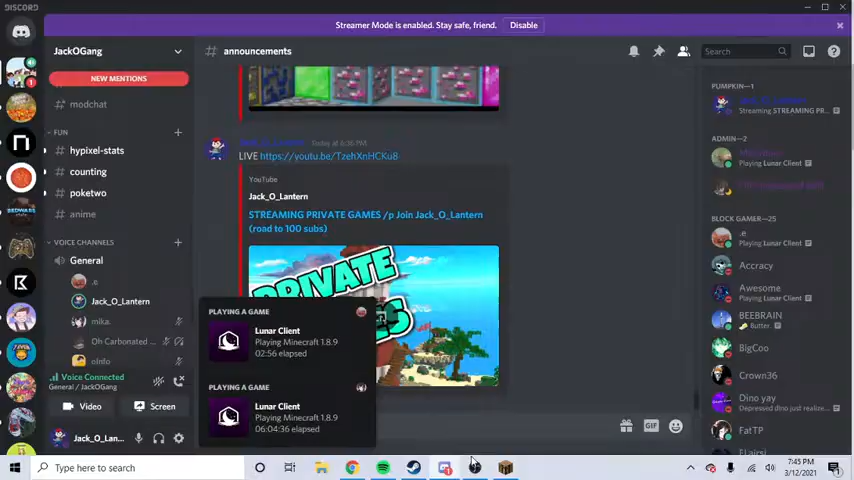 DISCORD
Streamer Mode is enabled. Stay safe, friend.
Disable
JackOGang
# announcements
Search
NEW MENTIONS
# modchat
FUN
# hypixel-stats
# counting
# poketwo
# anime
VOICE CHANNELS
General
.e
Jack_O_Lantern
mika.
Oh Carbonated ...
oinfo
Voice Connected
General / JackOGang
Video
Screen
Jack_O_Lan...
Today at 6:36 PM
LIVE https://youtu.be/TzehXnHCKu8
YouTube
Jack_O_Lantern
STREAMING PRIVATE GAMES /p Join Jack_O_Lantern
(road to 100 subs)
PRIVATE
PLAYING A GAME
Lunar Client
Playing Minecraft 1.8.9
02:56 elapsed
PLAYING A GAME
Lunar Client
Playing Minecraft 1.8.9
06:04:36 elapsed
GIF
PUMPKIN—1
Streaming STREAMING PR...
ADMIN—2
Playing Lunar Client
BLOCK GAMER—25
.e
Playing Lunar Client
Accracy
Awesome
Playing Lunar Client
BEEBRAIN
Butter
BigCoo
Crown36
Dino yay
Depressed dino just realize...
FatTP
Type here to search
7:45 PM
3/12/2021